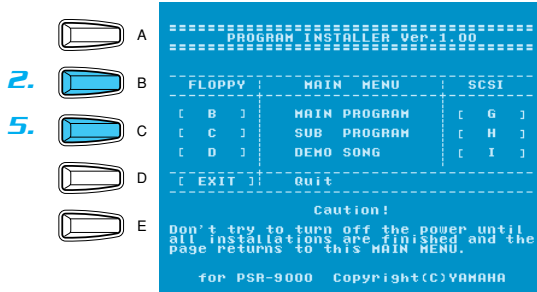 A
PROGRAM INSTALLER Ver.1.00
2.
B
FLOPPY MAIN MENU SCSI
5.
C
[ B ] MAIN PROGRAM [ G ]
[ C ] SUB PROGRAM [ H ]
[ D ] DEMO SONG [ I ]
D
[ EXIT ] Quit
E
Caution!
Don't try to turn off the power until
all installations are finished and the
page returns to this MAIN MENU.
for PSR-9000 Copyright(C)YAMAHA